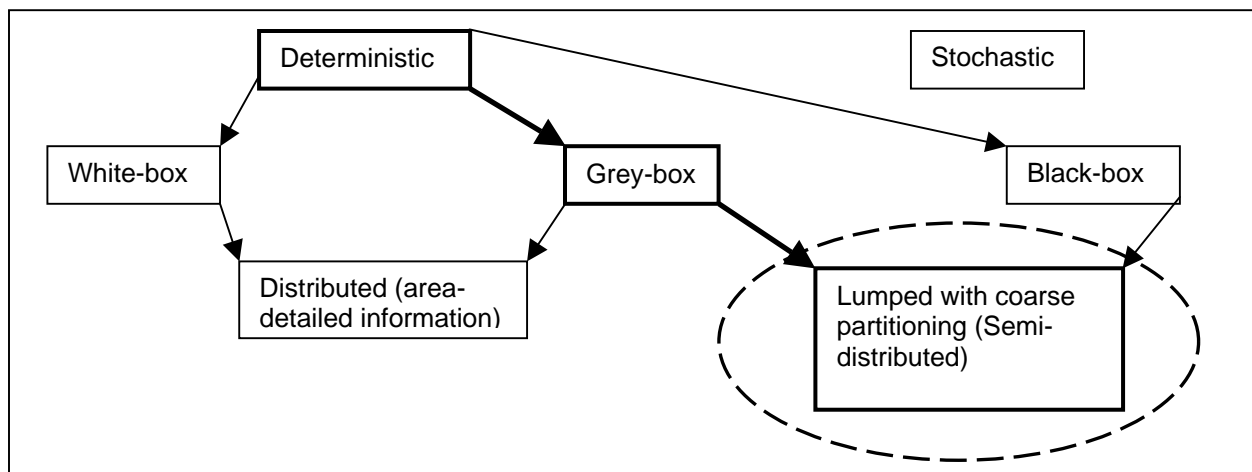 Deterministic
Stochastic
White-box
Grey-box
Black-box
Distributed (area-
detailed information)
Lumped with coarse
partitioning (Semi-
distributed)